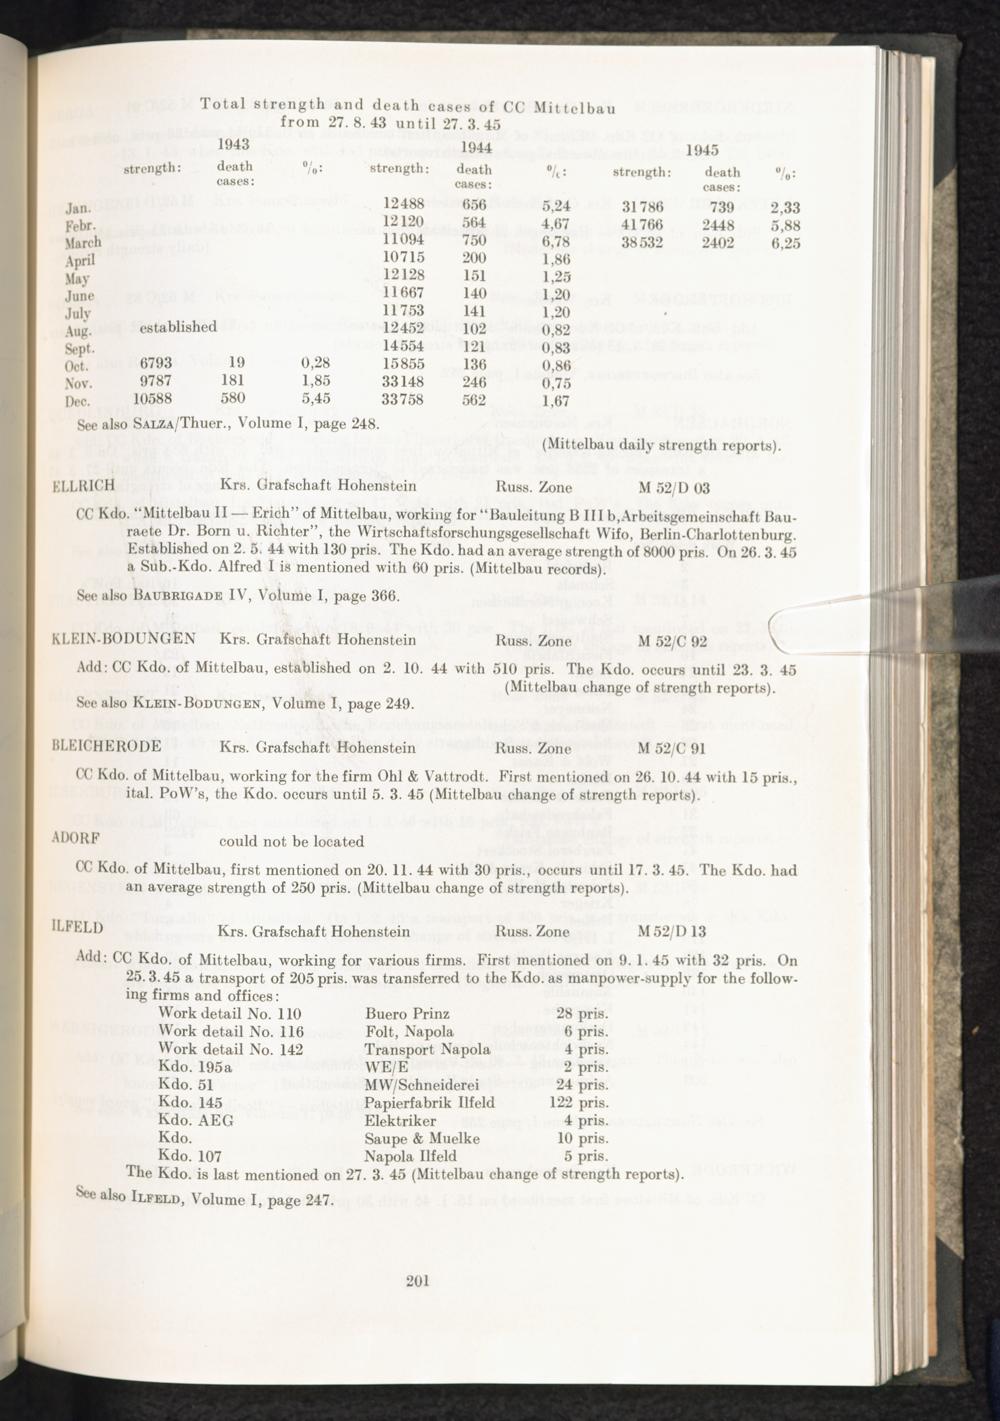 Total strength and death cases of CC Mittelbau
from 27. 8. 43 until 27. 3. 45
1943 1944 1945
strength: death cases: %: strength: death cases: %: strength: death cases: %:
Jan. 12488 656 5,24 31786 739 2,33
Febr. 12120 564 4,67 41766 2448 5,88
March 11094 750 6,78 38532 2402 6,25
April 10715 200 1,86
May 12128 151 1,25
June 11667 140 1,20
July 11753 141 1,20
Aug. established 12452 102 0,82
Sept. 14554 121 0,83
Oct. 6793 19 0,28 15855 136 0,86
Nov. 9787 181 1,85 33148 246 0,75
Dec. 10588 580 5,45 33758 562 1,67
See also SALZA/Thuer., Volume I, page 248.
(Mittelbau daily strength reports).
ELLRICH Krs. Grafschaft Hohenstein Russ. Zone M 52/D 03
CC Kdo. "Mittelbau II — Erich" of Mittelbau, working for "Bauleitung B III b, Arbeitsgemeinschaft Bau-
raete Dr. Born u. Richter", the Wirtschaftsforschungsgesellschaft Wifo, Berlin-Charlottenburg.
Established on 2. 5. 44 with 130 pris. The Kdo. had an average strength of 8000 pris. On 26. 3. 45
a Sub.-Kdo. Alfred I is mentioned with 60 pris. (Mittelbau records).
See also BAUBRIGADE IV, Volume I, page 366.
KLEIN-BODUNGEN Krs. Grafschaft Hohenstein Russ. Zone M 52/C 92
Add: CC Kdo. of Mittelbau, established on 2. 10. 44 with 510 pris. The Kdo. occurs until 23. 3. 45
(Mittelbau change of strength reports).
See also KLEIN-BODUNGEN, Volume I, page 249.
BLEICHERODE Krs. Grafschaft Hohenstein Russ. Zone M 52/C 91
CC Kdo. of Mittelbau, working for the firm Ohl & Vattrodt. First mentioned on 26. 10. 44 with 15 pris.,
ital. PoW's, the Kdo. occurs until 5. 3. 45 (Mittelbau change of strength reports).
ADORF could not be located
CC Kdo. of Mittelbau, first mentioned on 20. 11. 44 with 30 pris., occurs until 17. 3. 45. The Kdo. had
an average strength of 250 pris. (Mittelbau change of strength reports).
ILFELD Krs. Grafschaft Hohenstein Russ. Zone M 52/D 13
Add: CC Kdo. of Mittelbau, working for various firms. First mentioned on 9. 1. 45 with 32 pris. On
25. 3. 45 a transport of 205 pris. was transferred to the Kdo. as manpower-supply for the follow-
ing firms and offices:
Work detail No. 110 Buero Prinz 28 pris.
Work detail No. 116 Folt, Napola 6 pris.
Work detail No. 142 Transport Napola 4 pris.
Kdo. 195a WE/E 2 pris.
Kdo. 51 MW/Schneiderei 24 pris.
Kdo. 145 Papierfabrik Ilfeld 122 pris.
Kdo. AEG Elektriker 4 pris.
Kdo. Saupe & Muelke 10 pris.
Kdo. 107 Napola Ilfeld 5 pris.
The Kdo. is last mentioned on 27. 3. 45 (Mittelbau change of strength reports).
See also ILFELD, Volume I, page 247.
201